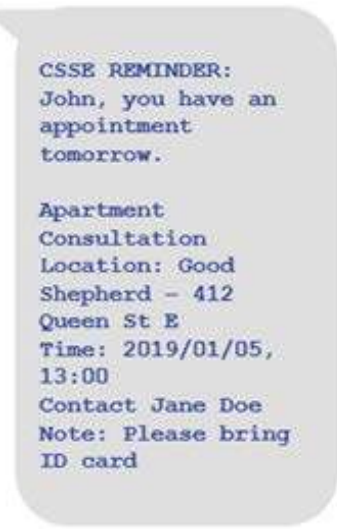 CSSE REMINDER:
John, you have an
appointment
tomorrow.

Apartment
Consultation
Location: Good
Shepherd – 412
Queen St E
Time: 2019/01/05,
13:00
Contact Jane Doe
Note: Please bring
ID card